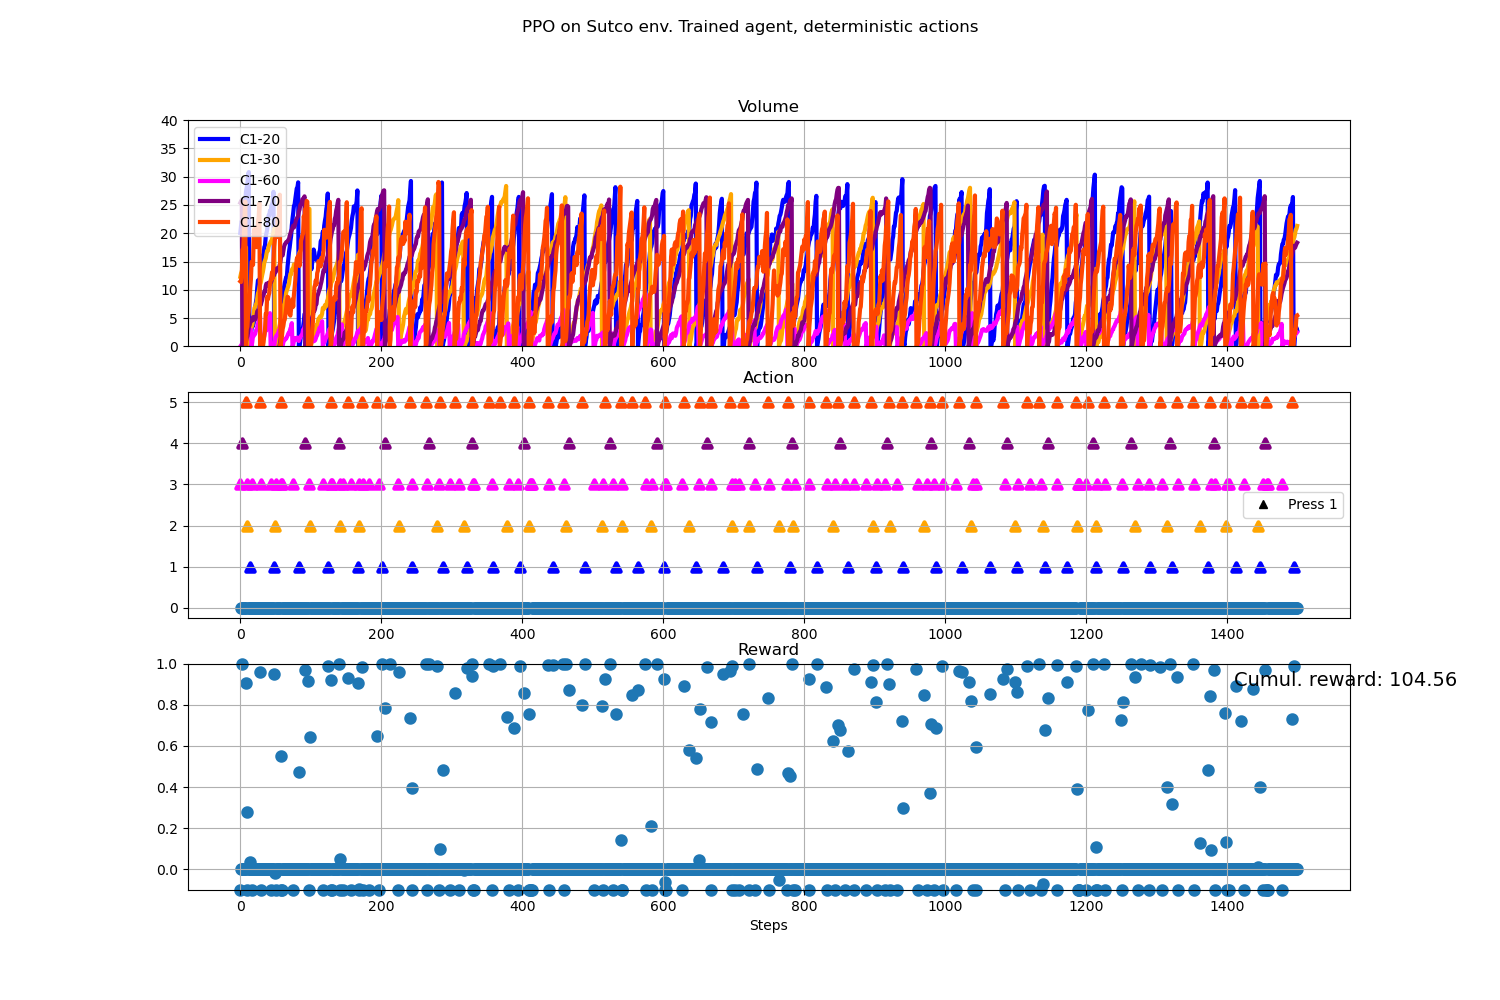 PPO on Sutco env. Trained agent, deterministic actions
Volume
40
35
30
25
20
15
10
5
0
C1-20
C1-30
C1-60
C1-70
C1-80
0 200 400 600 800 1000 1200 1400
Action
5
4
3
2
1
0
Press 1
0 200 400 600 800 1000 1200 1400
Reward
1.0
0.8
0.6
0.4
0.2
0.0
Cumul. reward: 104.56
0 200 400 600 800 1000 1200 1400
Steps